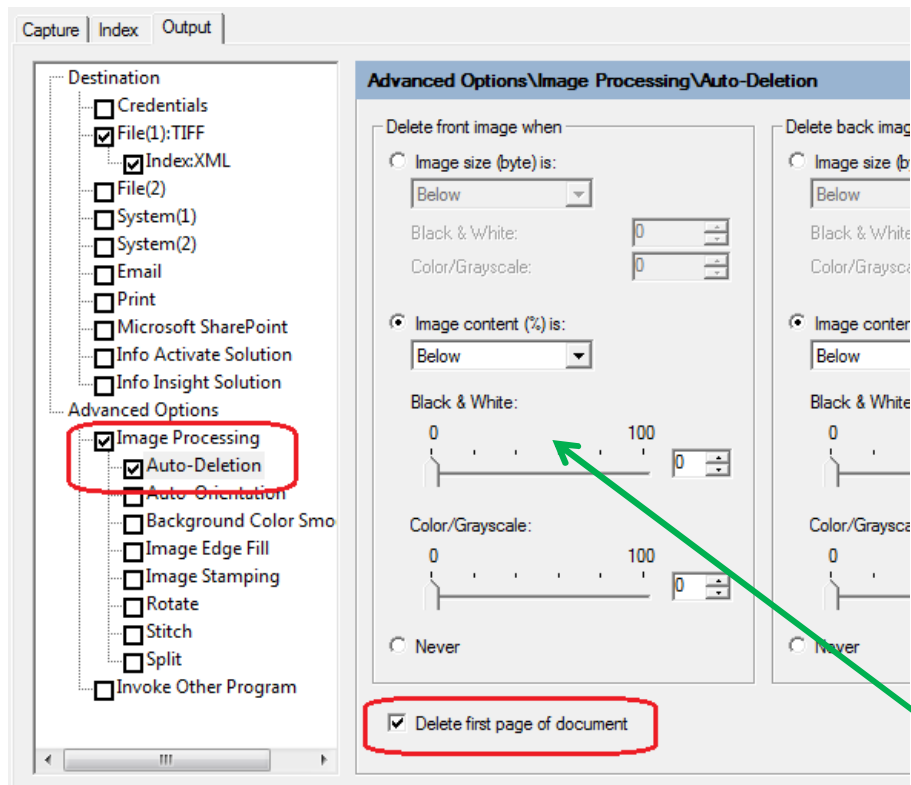 Capture Index Output
Destination
Credentials
File(1):TIFF
Index:XML
File(2)
System(1)
System(2)
Email
Print
Microsoft SharePoint
Info Activate Solution
Info Insight Solution
Advanced Options
Image Processing
Auto-Deletion
Auto-Orientation
Background Color Smo
Image Edge Fill
Image Stamping
Rotate
Stitch
Split
Invoke Other Program
Advanced Options\Image Processing\Auto-Deletion
Delete front image when
Image size (byte) is:
Below
Black & White: 0
Color/Grayscale: 0
Image content (%) is:
Below
Black & White:
0 100
0
Color/Grayscale:
0 100
0
Never
Delete back imag
Image size (b
Below
Black & White
Color/Graysca
Image conten
Below
Black & White
0
Color/Graysca
0
Never
Delete first page of document